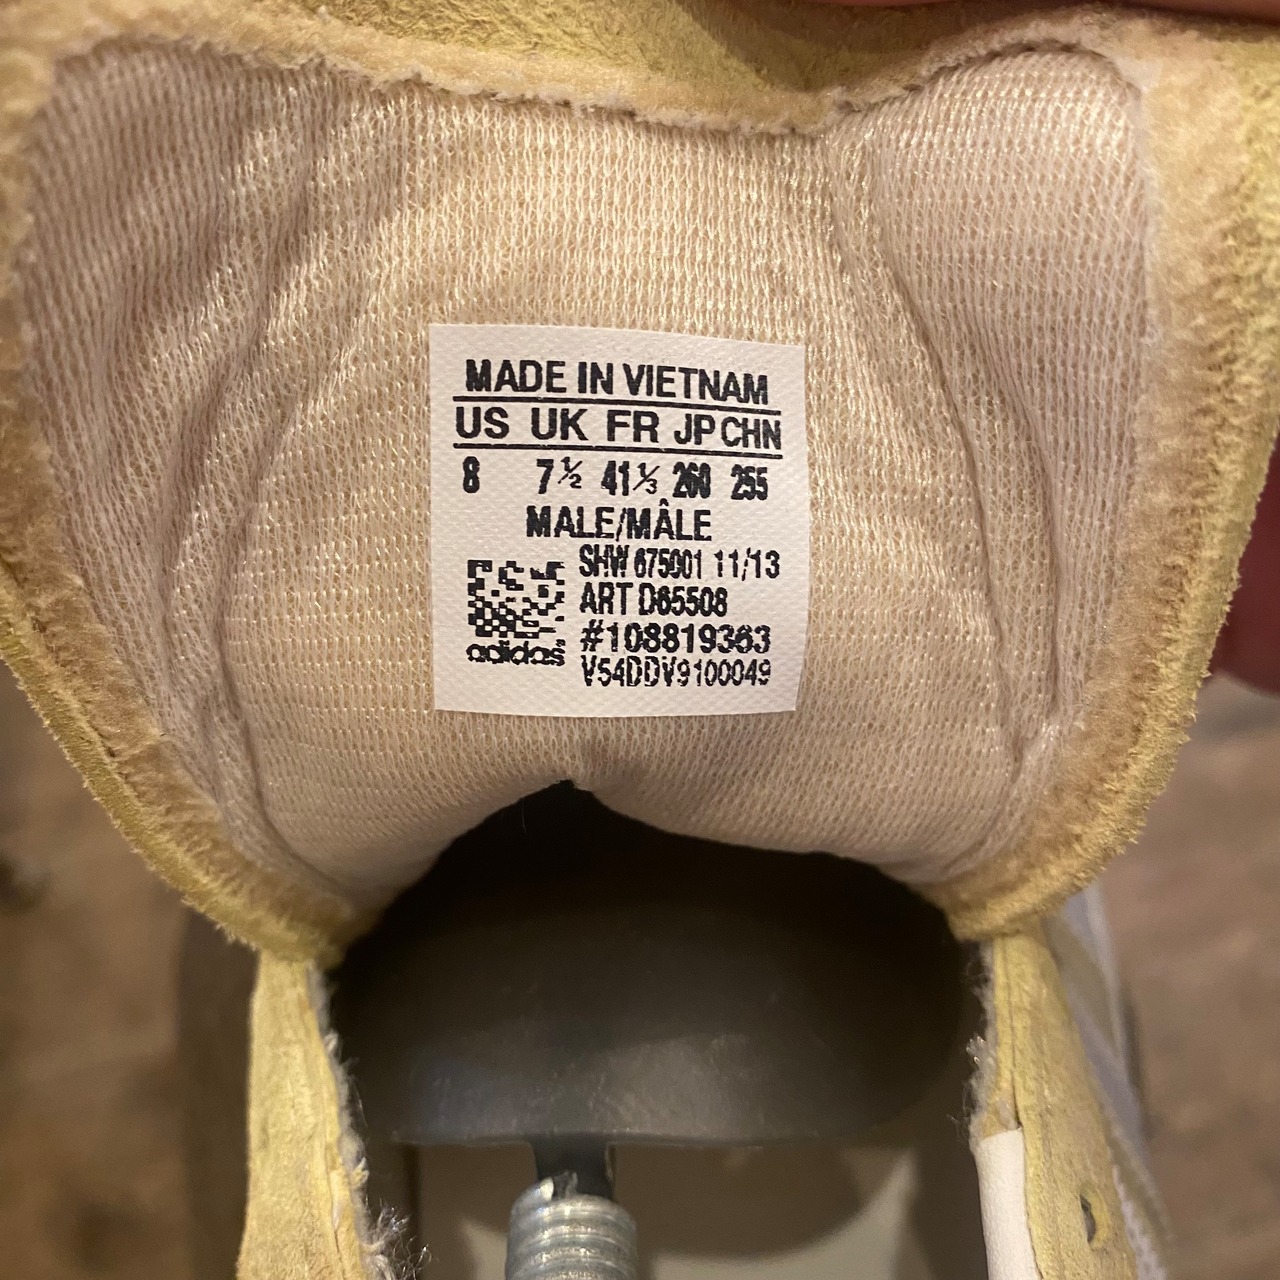 MADE IN VIETNAM
US UK FR JP CHN
8 7½ 41⅓ 260 255
MALE/MÂLE
SHW 675001 11/13
ART D65508
#108819363
V54DDV9100049
adidas